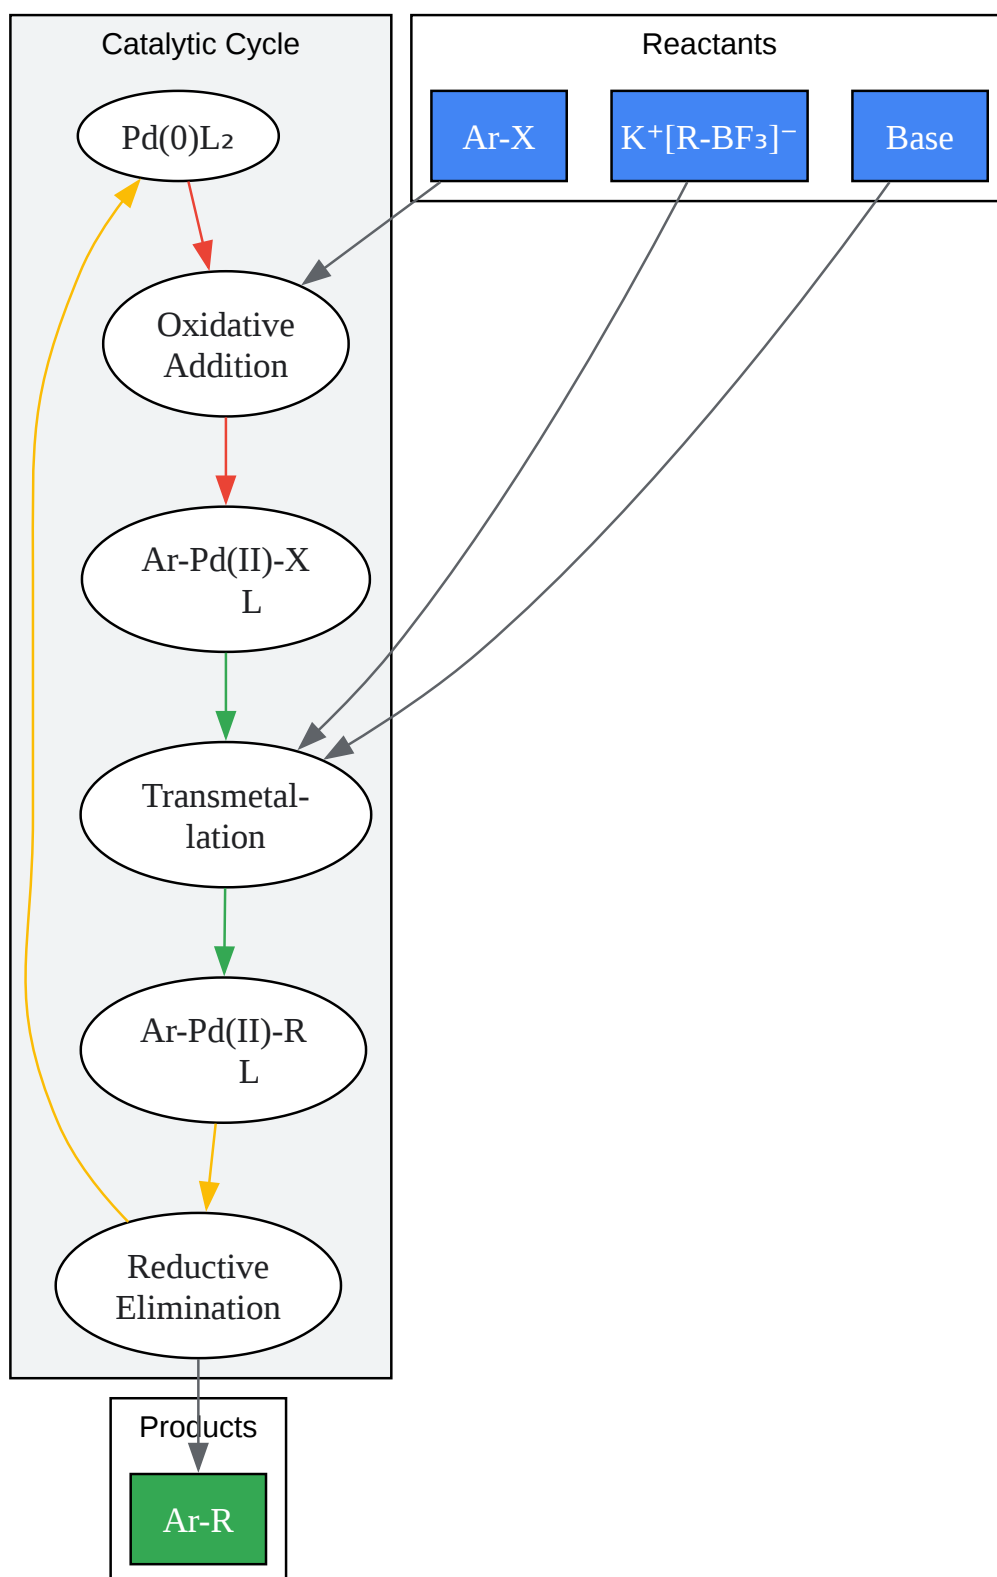 Catalytic Cycle
Reactants
Pd(0)L₂
Ar-X
K⁺[R-BF₃]⁻
Base
Oxidative
Addition
Ar-Pd(II)-X
L
Transmetal-
lation
Ar-Pd(II)-R
L
Reductive
Elimination
Products
Ar-R